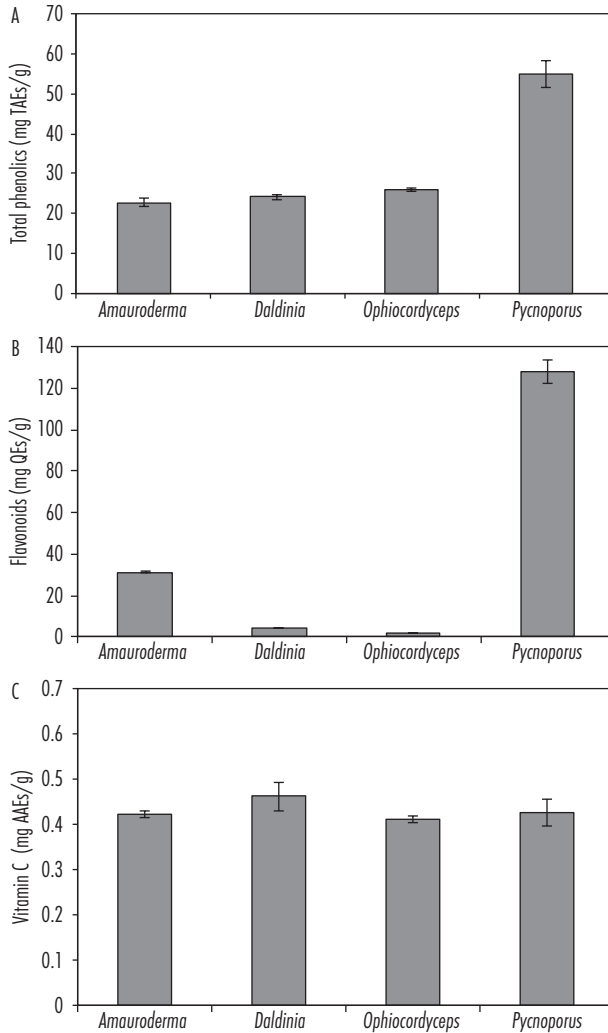 A
Total phenolics (mg TAEs/g)
70
60
50
40
30
20
10
0
Amauroderma Daldinia Ophiocordyceps Pycnoporus
B
Flavonoids (mg QEs/g)
140
120
100
80
60
40
20
0
Amauroderma Daldinia Ophiocordyceps Pycnoporus
C
Vitamin C (mg AAEs/g)
0.7
0.6
0.5
0.4
0.3
0.2
0.1
0
Amauroderma Daldinia Ophiocordyceps Pycnoporus